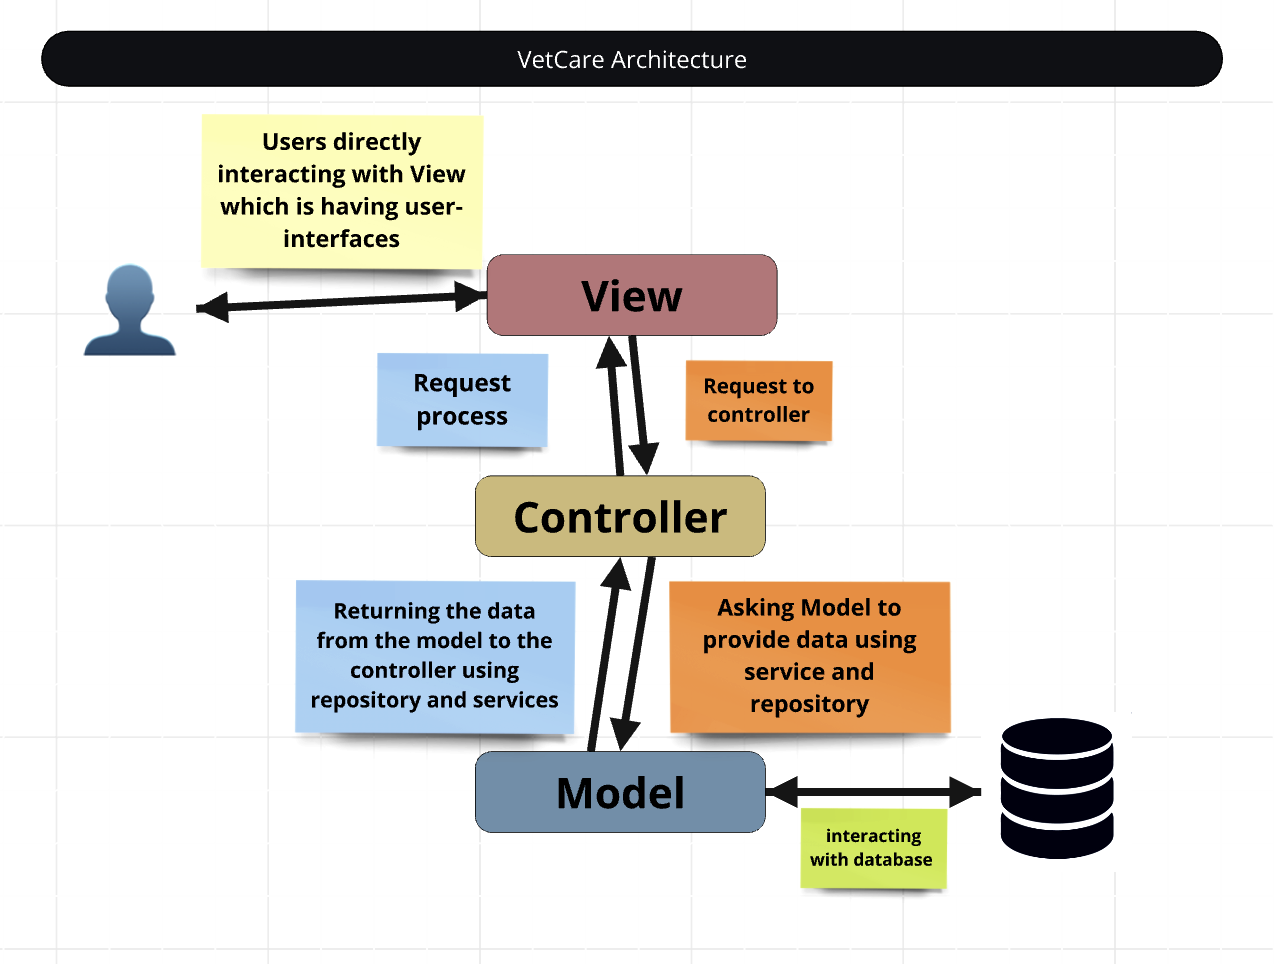 VetCare Architecture
Users directly
interacting with View
which is having user-
interfaces
View
Request
process
Request to
controller
Controller
Returning the data
from the model to the
controller using
repository and services
Asking Model to
provide data using
service and
repository
Model
interacting
with database